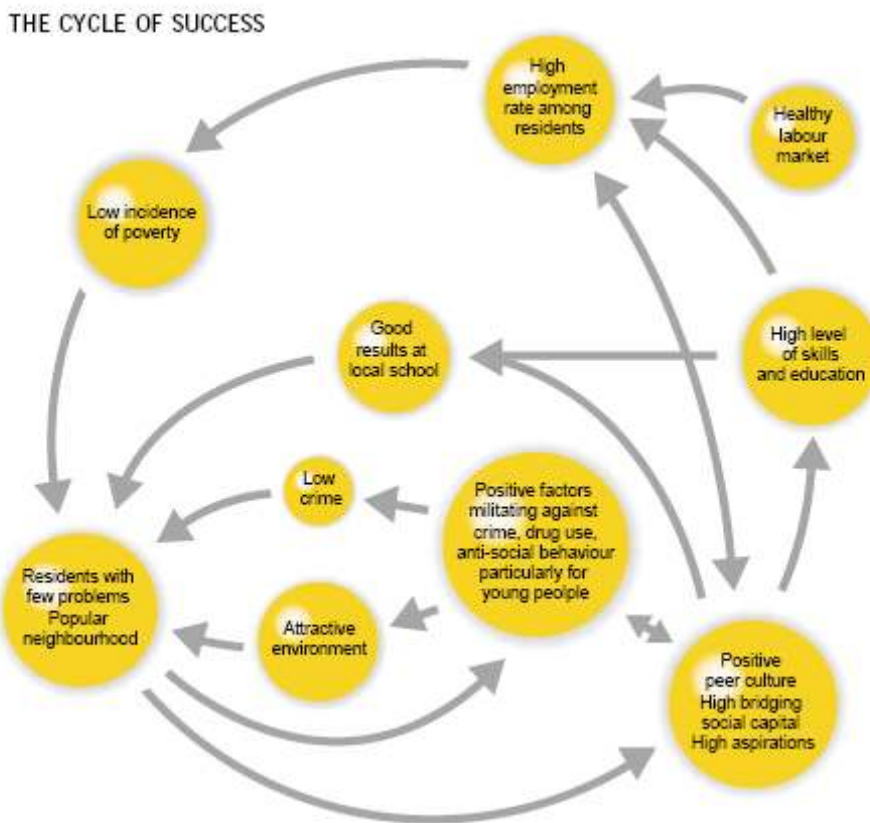 THE CYCLE OF SUCCESS
High
employment
rate among
residents
Healthy
labour
market
Low incidence
of poverty
Good
results at
local school
High level
of skills
and education
Low
crime
Positive factors
militating against
crime, drug use,
anti-social behaviour
particularly for
young peolple
Residents with
few problems
Popular
neighbourhood
Attractive
environment
Positive
peer culture
High bridging
social capital
High aspirations